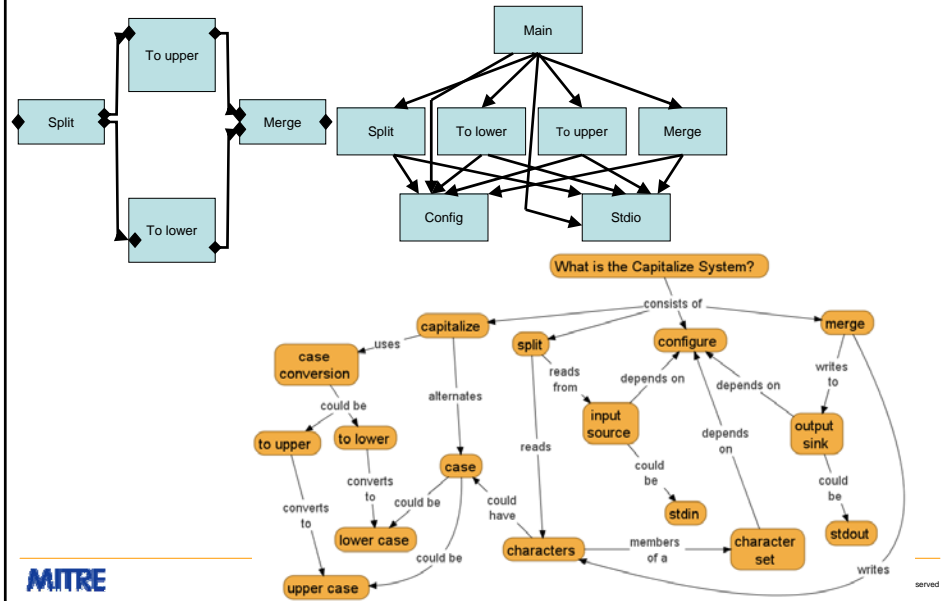 To upper
Split
Merge
To lower
Main
Split
To lower
To upper
Merge
Config
Stdio
What is the Capitalize System?
consists of
capitalize
split
configure
merge
uses
case
conversion
reads
from
depends on
depends on
writes
to
could be
alternates
input
source
output
sink
to upper
to lower
reads
depends
on
case
could
be
could
be
converts
to
converts
to
could be
could
have
stdin
stdout
lower case
could be
characters
members
of a
character
set
writes
upper case
MITRE
served